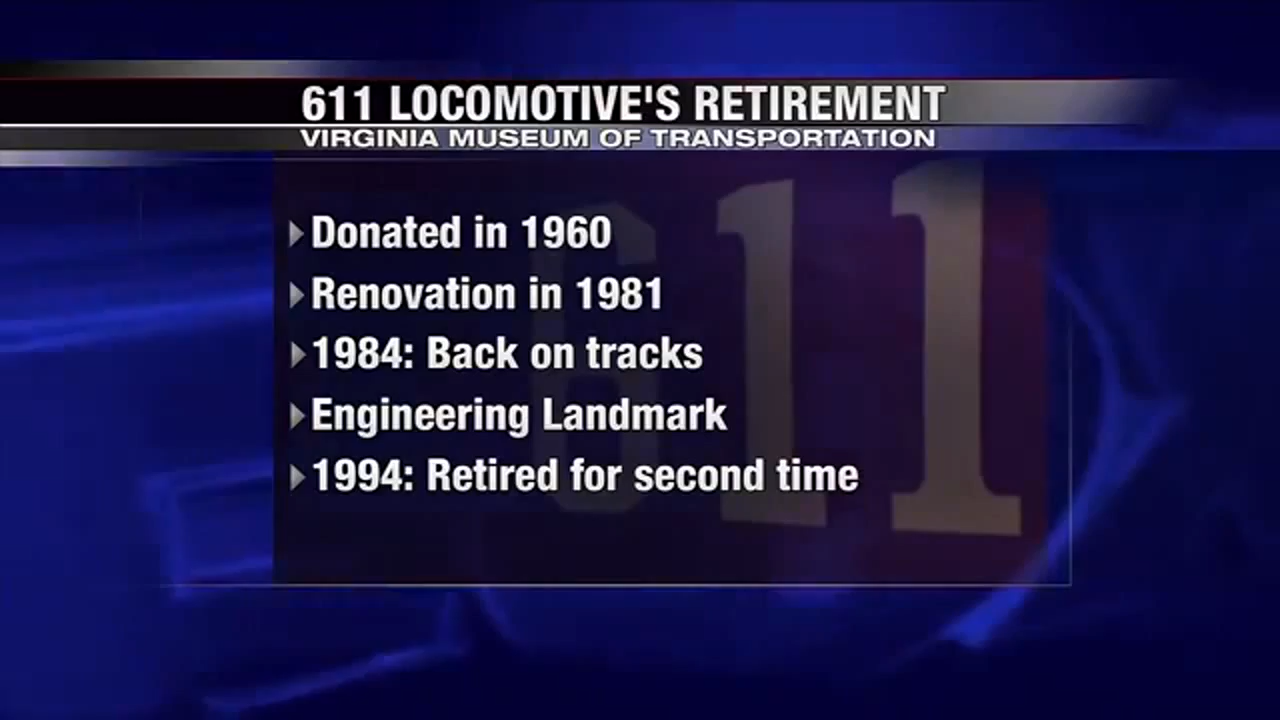 611 LOCOMOTIVE'S RETIREMENT
VIRGINIA MUSEUM OF TRANSPORTATION
611
Donated in 1960
Renovation in 1981
1984: Back on tracks
Engineering Landmark
1994: Retired for second time